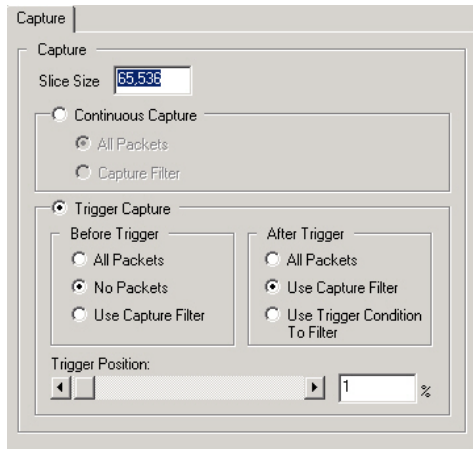 Capture
Capture
Slice Size 65,536
Continuous Capture
All Packets
Capture Filter
Trigger Capture
Before Trigger
All Packets
No Packets
Use Capture Filter
After Trigger
All Packets
Use Capture Filter
Use Trigger Condition
To Filter
Trigger Position:
1 %